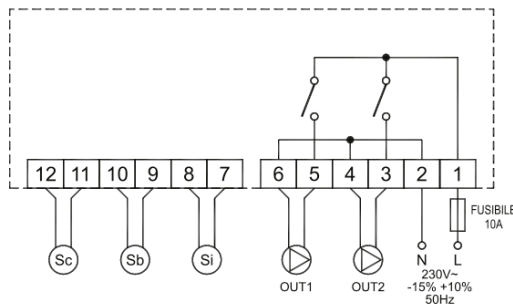 12 11 10 9 8 7 6 5 4 3 2 1
FUSIBILE
10A
Sc Sb Si
OUT1 OUT2
N L
230V~
-15% +10%
50Hz